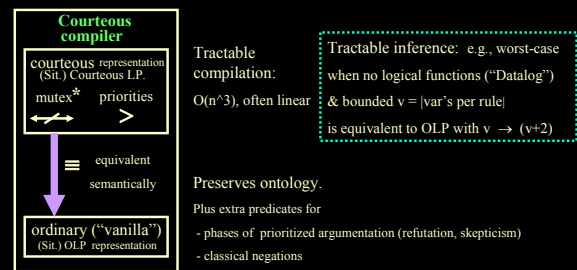 Courteous
compiler
courteous representation
(Sit.) Courteous LP.
mutex* priorities
>
≡ equivalent
semantically
ordinary (“vanilla”)
(Sit.) OLP representation
Tractable
compilation:
O(n^3), often linear
Tractable inference: e.g., worst-case
when no logical functions (“Datalog”)
& bounded v = |var’s per rule|
is equivalent to OLP with v → (v+2)
Preserves ontology.
Plus extra predicates for
- phases of prioritized argumentation (refutation, skepticism)
- classical negations